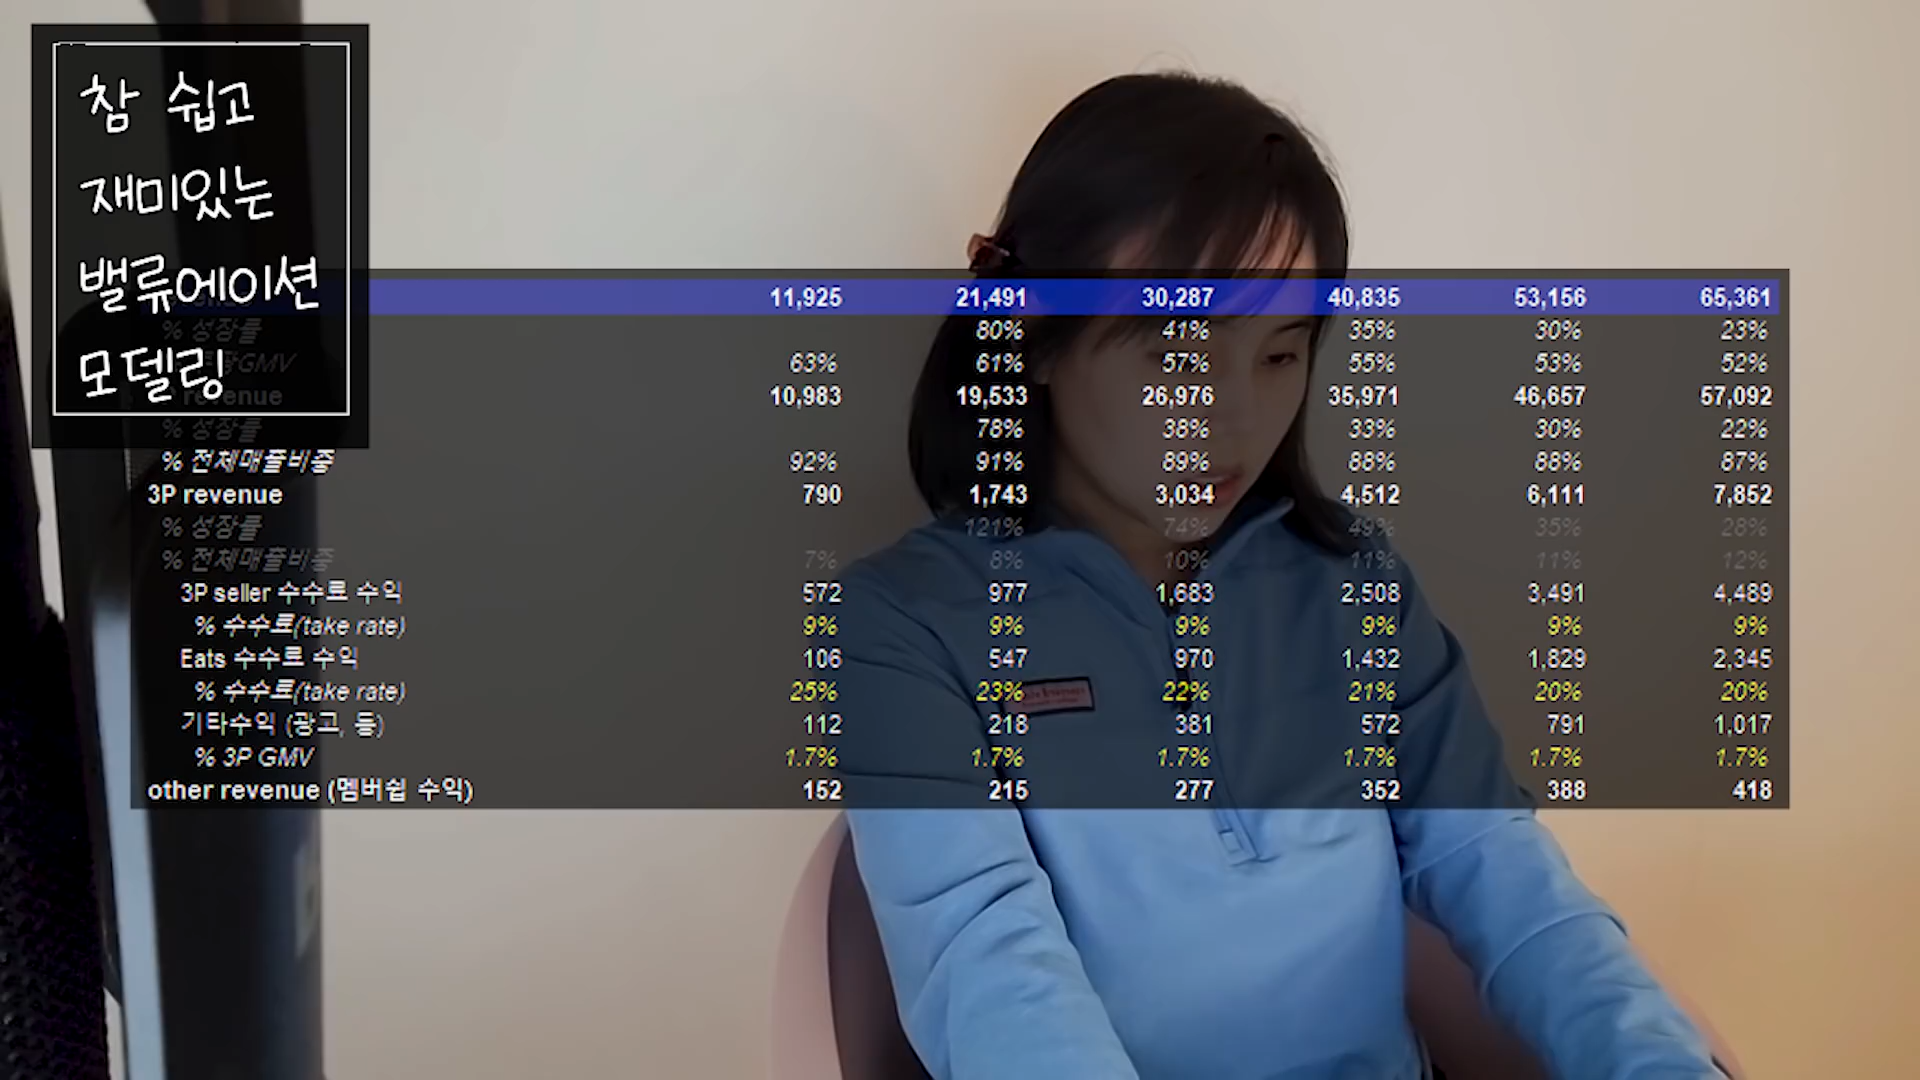 참 쉽고
재미있는
밸류에이션
모델링
11,925 21,491 30,287 40,835 53,156 65,361
% 성장률 80% 41% 35% 30% 23%
GMV 63% 61% 57% 55% 53% 52%
revenue 10,983 19,533 26,976 35,971 46,657 57,092
% 성장률 78% 38% 33% 30% 22%
% 전체매출비중 92% 91% 89% 88% 88% 87%
3P revenue 790 1,743 3,034 4,512 6,111 7,852
% 성장률 121% 74% 49% 35% 28%
% 전체매출비중 7% 8% 10% 11% 11% 12%
3P seller 수수료 수익 572 977 1,683 2,508 3,491 4,489
% 수수료(take rate) 9% 9% 9% 9% 9% 9%
Eats 수수료 수익 106 547 970 1,432 1,829 2,345
% 수수료(take rate) 25% 23% 22% 21% 20% 20%
기타수익 (광고, 등) 112 218 381 572 791 1,017
% 3P GMV 1.7% 1.7% 1.7% 1.7% 1.7% 1.7%
other revenue (멤버쉽 수익) 152 215 277 352 388 418